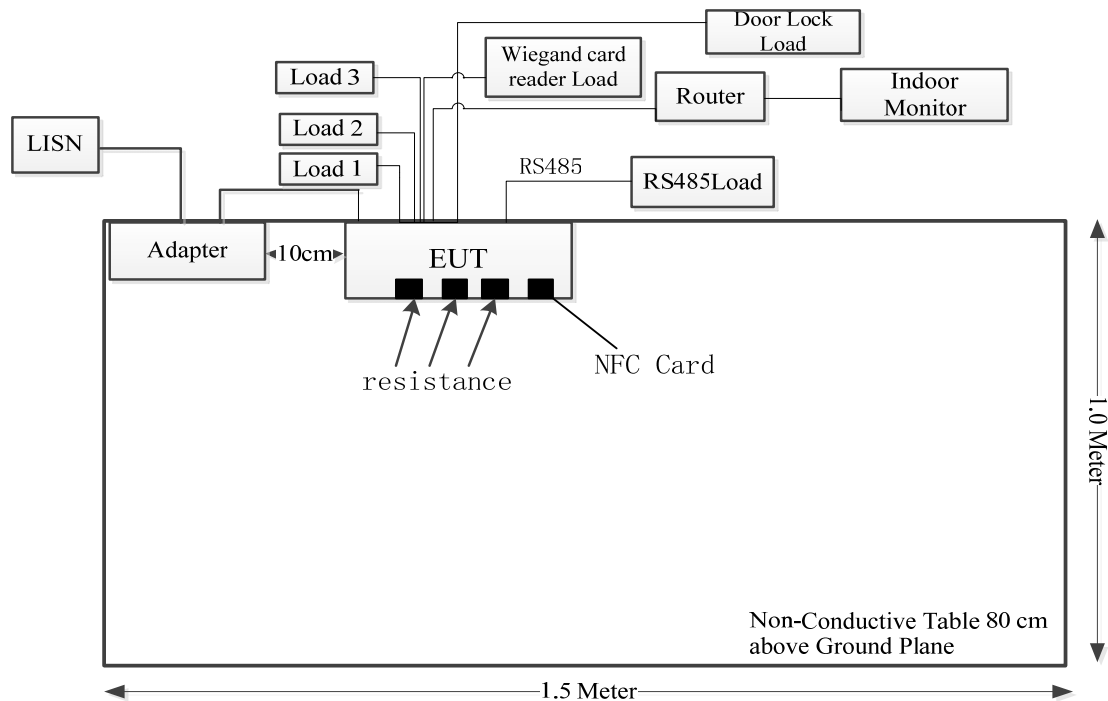 Door Lock
Load
Wiegand card
reader Load
Load 3
Router
Indoor
Monitor
Load 2
LISN
Load 1
RS485
RS485Load
Adapter
10cm
EUT
NFC Card
resistance
1.0 Meter
Non-Conductive Table 80 cm
above Ground Plane
1.5 Meter